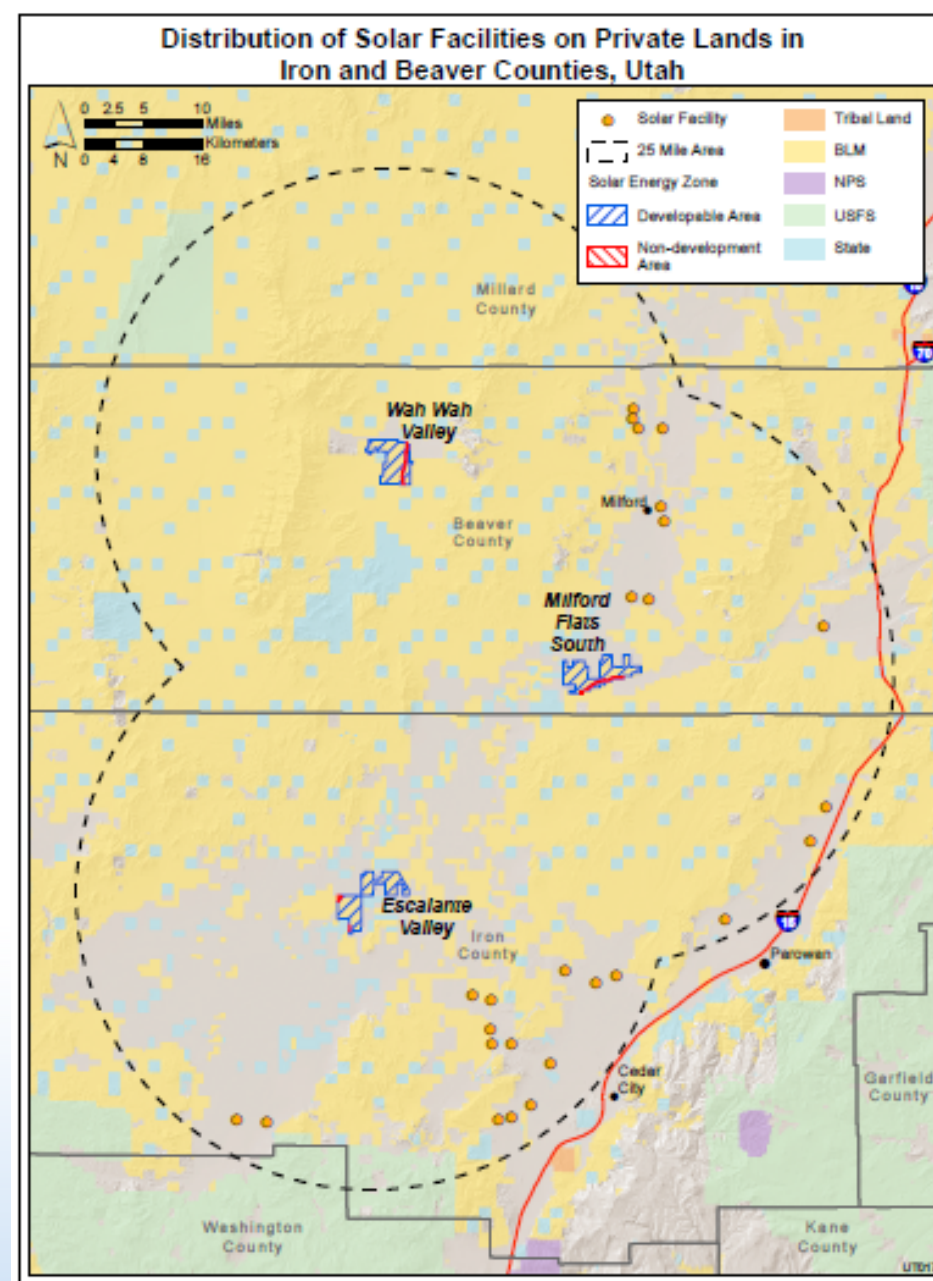 Distribution of Solar Facilities on Private Lands in
Iron and Beaver Counties, Utah
0 2.5 5 10
Miles
Kilometers
N 0 4 8 16
Solar Facility
25 Mile Area
Solar Energy Zone
Developable Area
Non-development
Area
Tribal Land
BLM
NPS
USFS
State
Millard
County
70
Wah Wah
Valley
Milford
Beaver
County
Milford
Flats
South
Escalante
Valley
Iron
County
15
Parowan
Cedar
City
Garfield
County
Washington
County
Kane
County